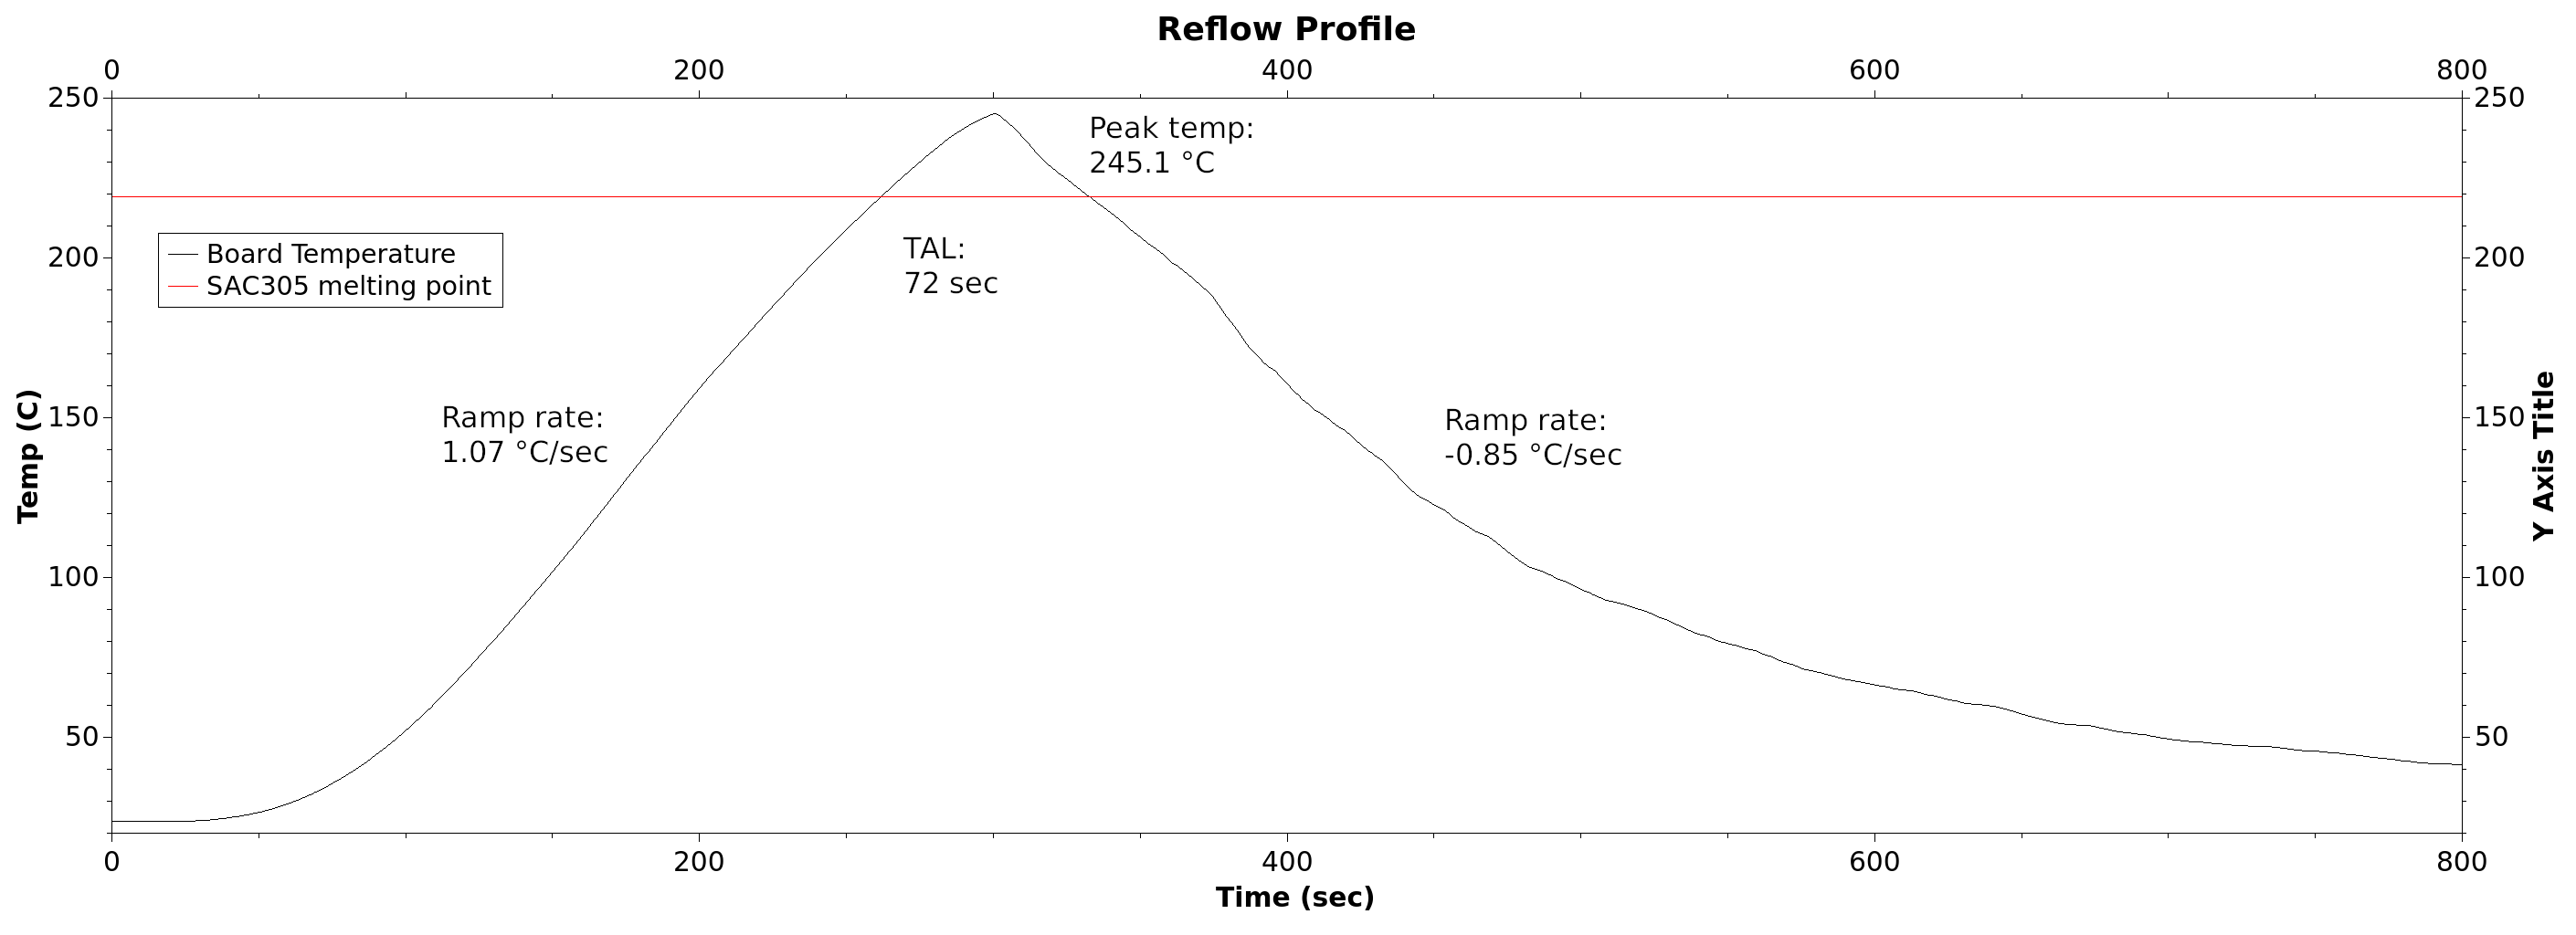 Reflow Profile
0 200 400 600 800
250 250
Peak temp:
245.1 °C
Board Temperature
SAC305 melting point
TAL:
72 sec
200 200
Ramp rate:
1.07 °C/sec
Ramp rate:
-0.85 °C/sec
150 150
Temp (C)
Y Axis Title
100 100
50 50
0 200 400 600 800
Time (sec)